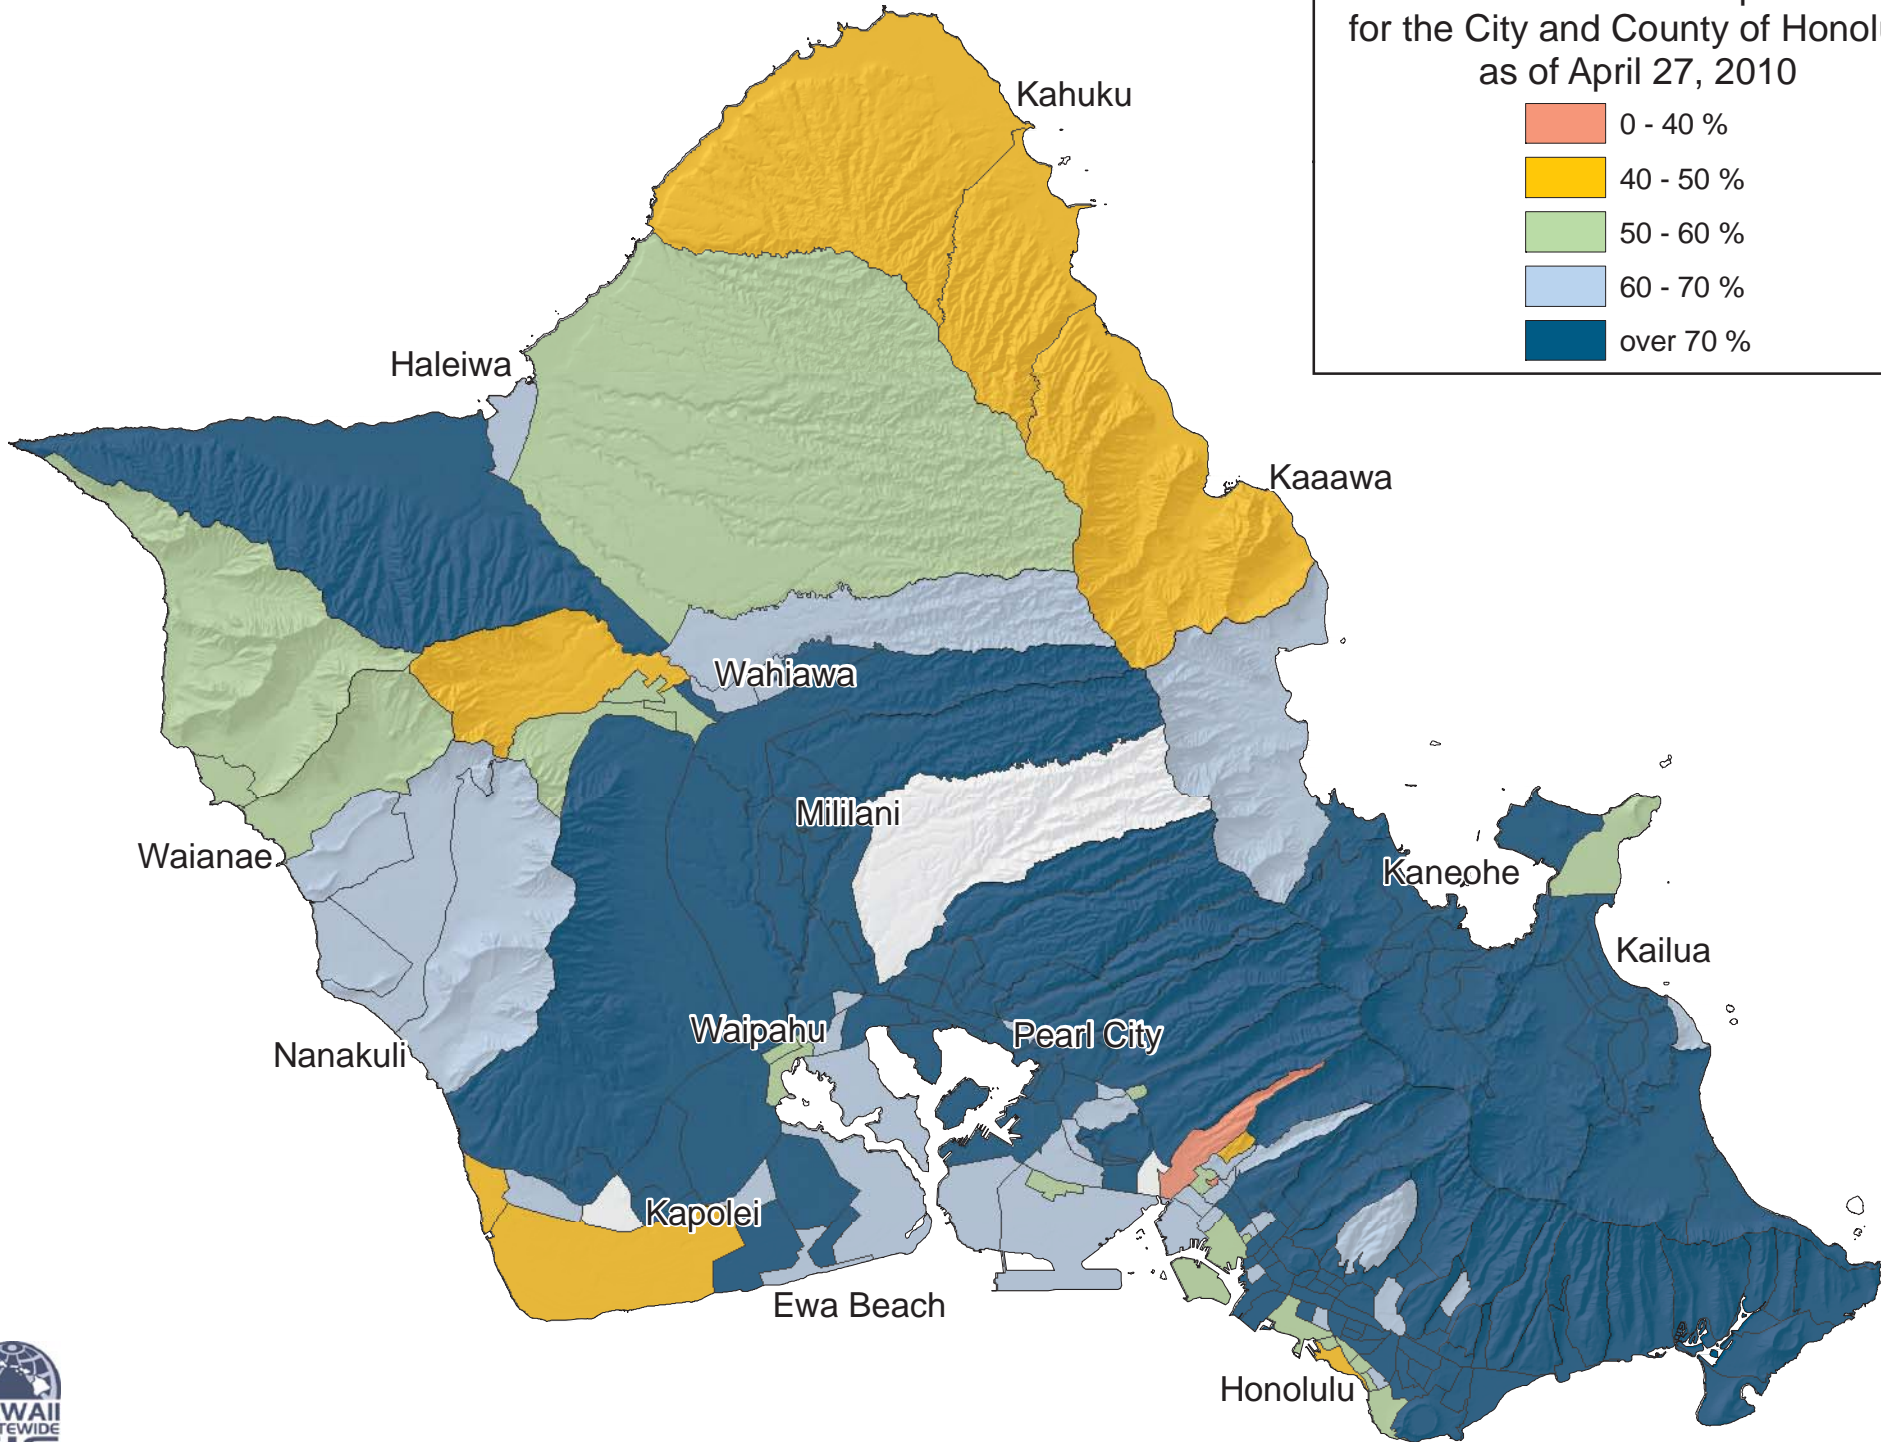 for the City and County of Honol
as of April 27, 2010
0 - 40 %
40 - 50 %
50 - 60 %
60 - 70 %
over 70 %
Kahuku
Haleiwa
Kaaawa
Wahiawa
Mililani
Waianae
Kaneohe
Kailua
Waipahu
Pearl City
Nanakuli
Kapolei
Ewa Beach
Honolulu
WAII
TEWIDE